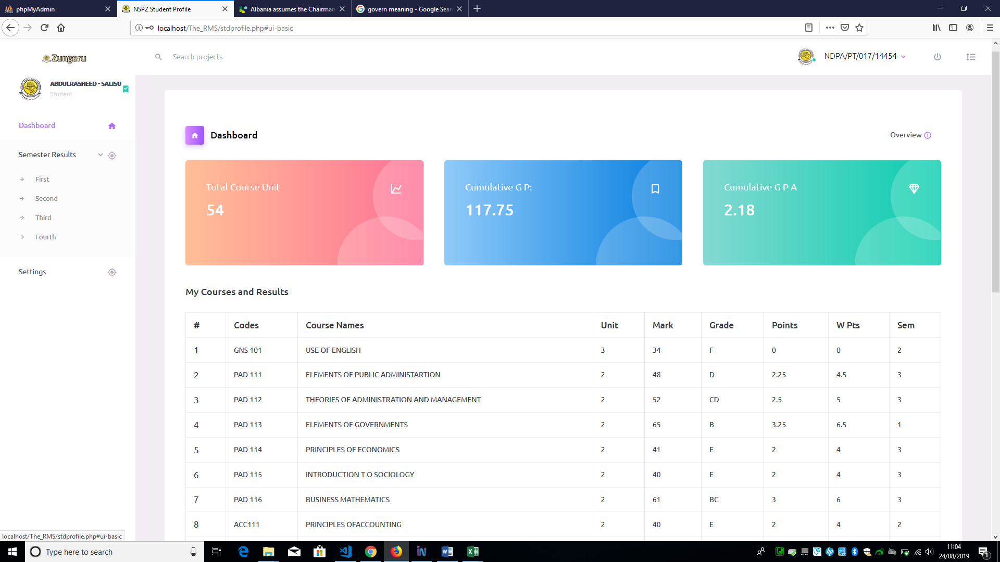 phpMyAdmin
NSPZ Student Profile
Albania assumes the Chairman
govern meaning - Google Sear
localhost/The_RMS/stdprofile.php#ui-basic
Zungeru
Search projects
NDPA/PT/017/14454
ABDULRASHEED - SALISU
Student
Dashboard
Semester Results
First
Second
Third
Fourth
Settings
Dashboard
Overview
Total Course Unit
54
Cumulative G P:
117.75
Cumulative G P A
2.18
My Courses and Results
# Codes Course Names Unit Mark Grade Points W Pts Sem
1 GNS 101 USE OF ENGLISH 3 34 F 0 0 2
2 PAD 111 ELEMENTS OF PUBLIC ADMINISTARTION 2 48 D 2.25 4.5 3
3 PAD 112 THEORIES OF ADMINISTRATION AND MANAGEMENT 2 52 CD 2.5 5 3
4 PAD 113 ELEMENTS OF GOVERNMENTS 2 65 B 3.25 6.5 1
5 PAD 114 PRINCIPLES OF ECONOMICS 2 41 E 2 4 3
6 PAD 115 INTRODUCTION T O SOCIOLOGY 2 40 E 2 4 3
7 PAD 116 BUSINESS MATHEMATICS 2 61 BC 3 6 3
8 ACC111 PRINCIPLES OFACCOUNTING 2 40 E 2 4 2
localhost/The_RMS/stdprofile.php#ui-basic
Type here to search
11:04
24/08/2019
1